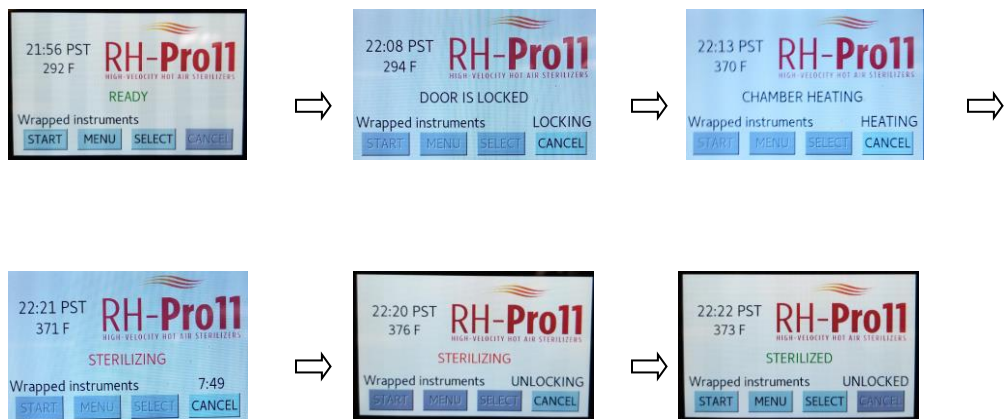 21:56 PST
292 F
RH-Pro11
HIGH-VELOCITY HOT AIR STERILIZERS
READY
Wrapped instruments
START MENU SELECT CANCEL
22:08 PST
294 F
RH-Pro11
HIGH-VELOCITY HOT AIR STERILIZERS
DOOR IS LOCKED
Wrapped instruments LOCKING
START MENU SELECT CANCEL
22:13 PST
370 F
RH-Pro11
HIGH-VELOCITY HOT AIR STERILIZERS
CHAMBER HEATING
Wrapped instruments HEATING
START MENU SELECT CANCEL
22:21 PST
371 F
RH-Pro11
HIGH-VELOCITY HOT AIR STERILIZERS
STERILIZING
Wrapped instruments 7:49
START MENU SELECT CANCEL
22:20 PST
376 F
RH-Pro11
HIGH-VELOCITY HOT AIR STERILIZERS
STERILIZING
Wrapped instruments UNLOCKING
START MENU SELECT CANCEL
22:22 PST
373 F
RH-Pro11
HIGH-VELOCITY HOT AIR STERILIZERS
STERILIZED
Wrapped instruments UNLOCKED
START MENU SELECT CANCEL